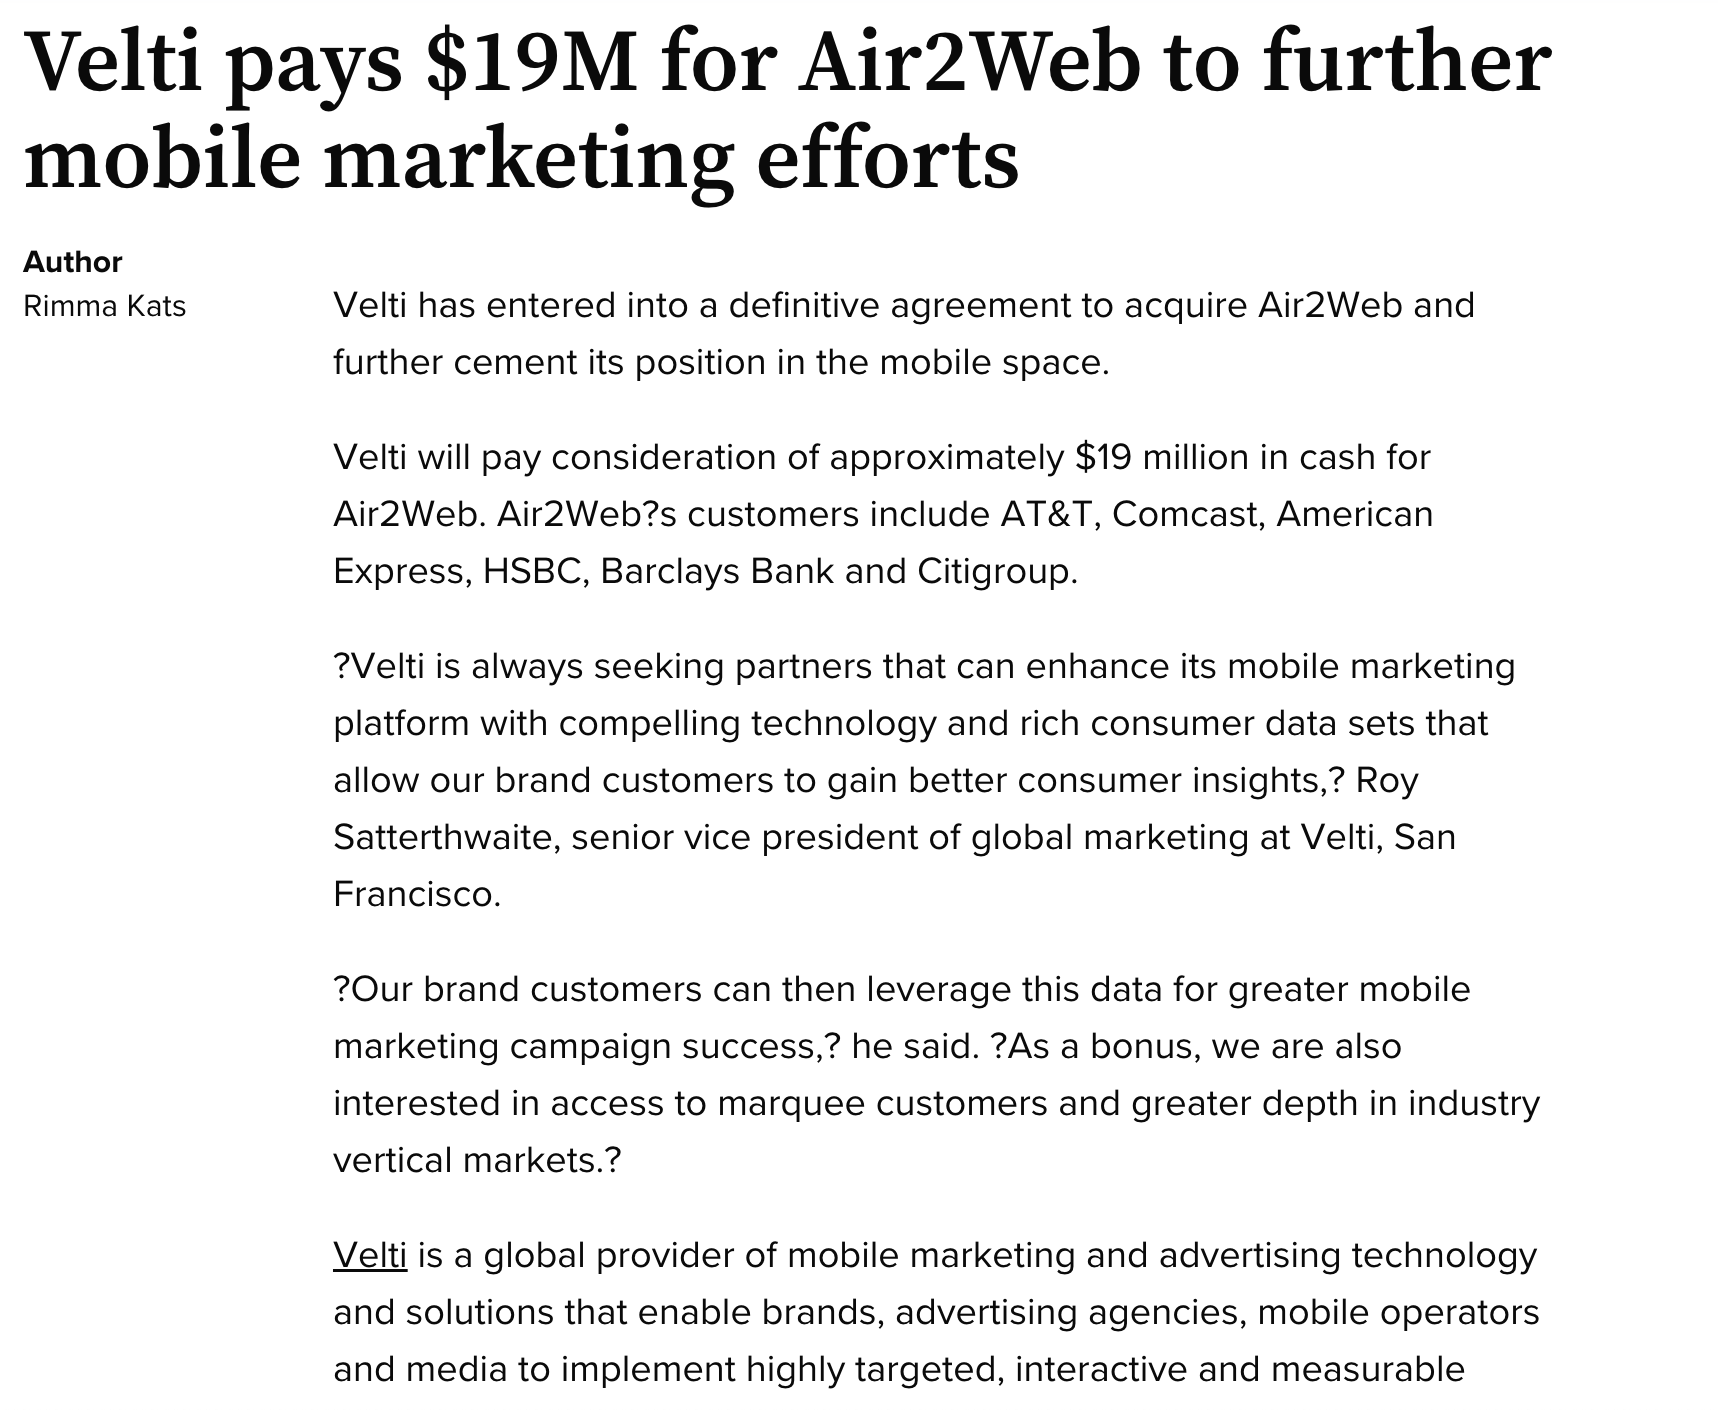 Velti pays $19M for Air2Web to further
mobile marketing efforts
Author
Rimma Kats
Velti has entered into a definitive agreement to acquire Air2Web and
further cement its position in the mobile space.
Velti will pay consideration of approximately $19 million in cash for
Air2Web. Air2Web?s customers include AT&T, Comcast, American
Express, HSBC, Barclays Bank and Citigroup.
?Velti is always seeking partners that can enhance its mobile marketing
platform with compelling technology and rich consumer data sets that
allow our brand customers to gain better consumer insights,? Roy
Satterthwaite, senior vice president of global marketing at Velti, San
Francisco.
?Our brand customers can then leverage this data for greater mobile
marketing campaign success,? he said. ?As a bonus, we are also
interested in access to marquee customers and greater depth in industry
vertical markets.?
Velti is a global provider of mobile marketing and advertising technology
and solutions that enable brands, advertising agencies, mobile operators
and media to implement highly targeted, interactive and measurable